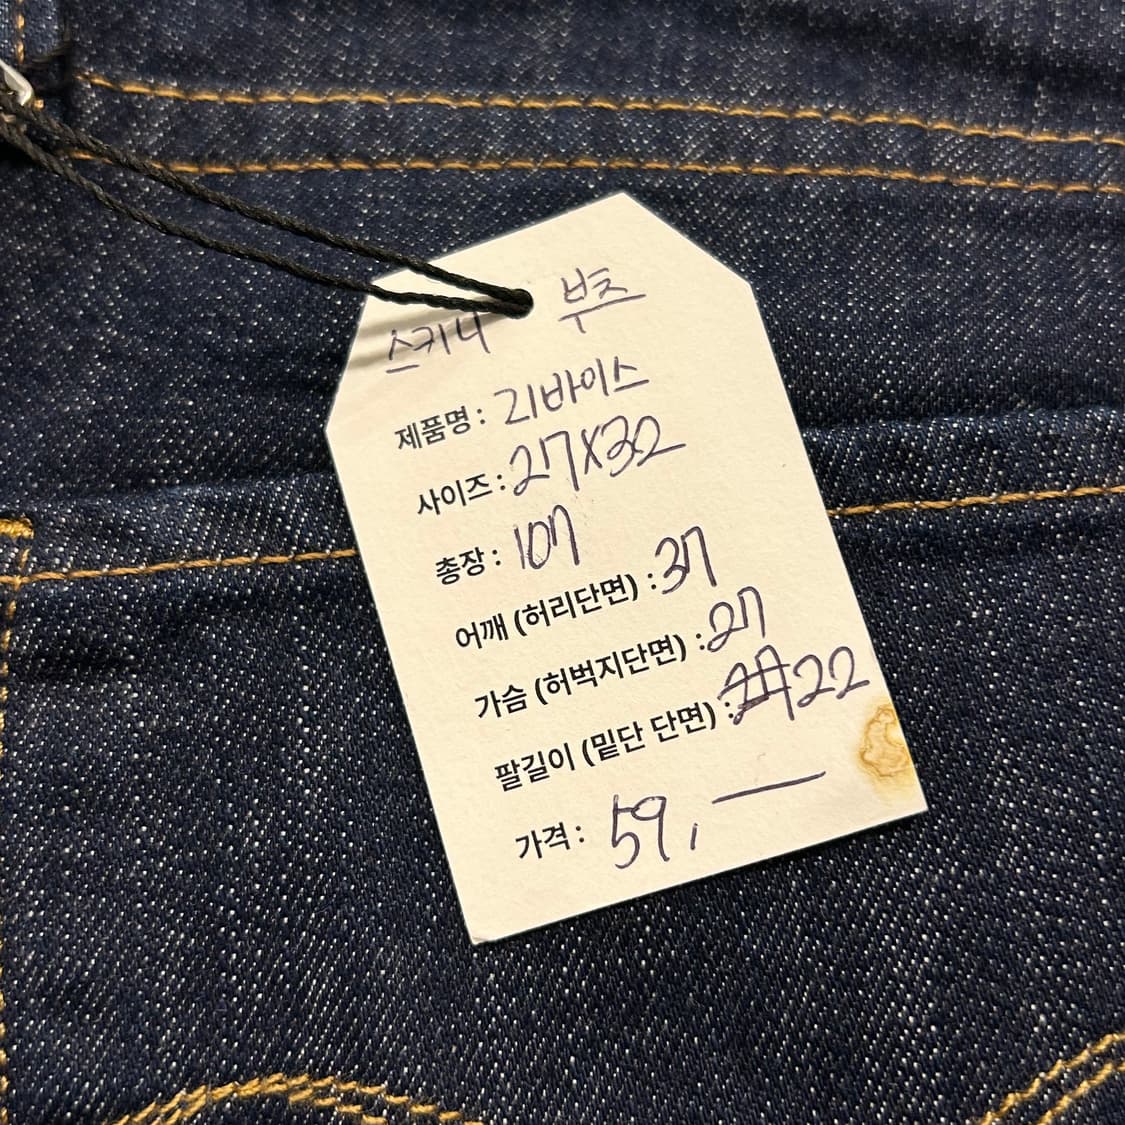 스키니 부츠
제품명 : 리바이스
사이즈 : 27X32
총장 : 107
어깨 (허리단면) : 37
가슴 (허벅지단면) : 27
팔길이 (밑단 단면) : 22
가격 : 59,—